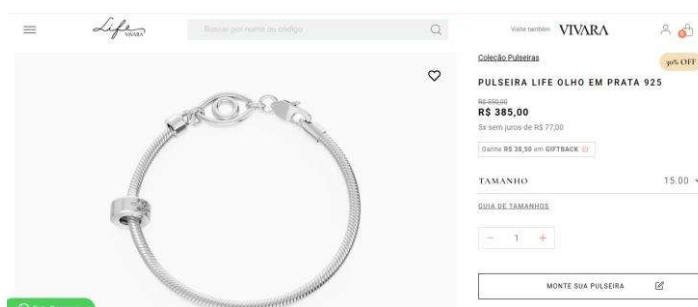 Life
VIVARA
Buscar por nome ou código
Visite também VIVARA
Coleção Pulseiras
30% OFF
PULSEIRA LIFE OLHO EM PRATA 925
R$ 385,00
5x sem juros de R$ 77,00
Ganhe R$ 38,50 em GIFTBACK
TAMANHO 15.00
GUIA DE TAMANHOS
- 1 +
MONTE SUA PULSEIRA